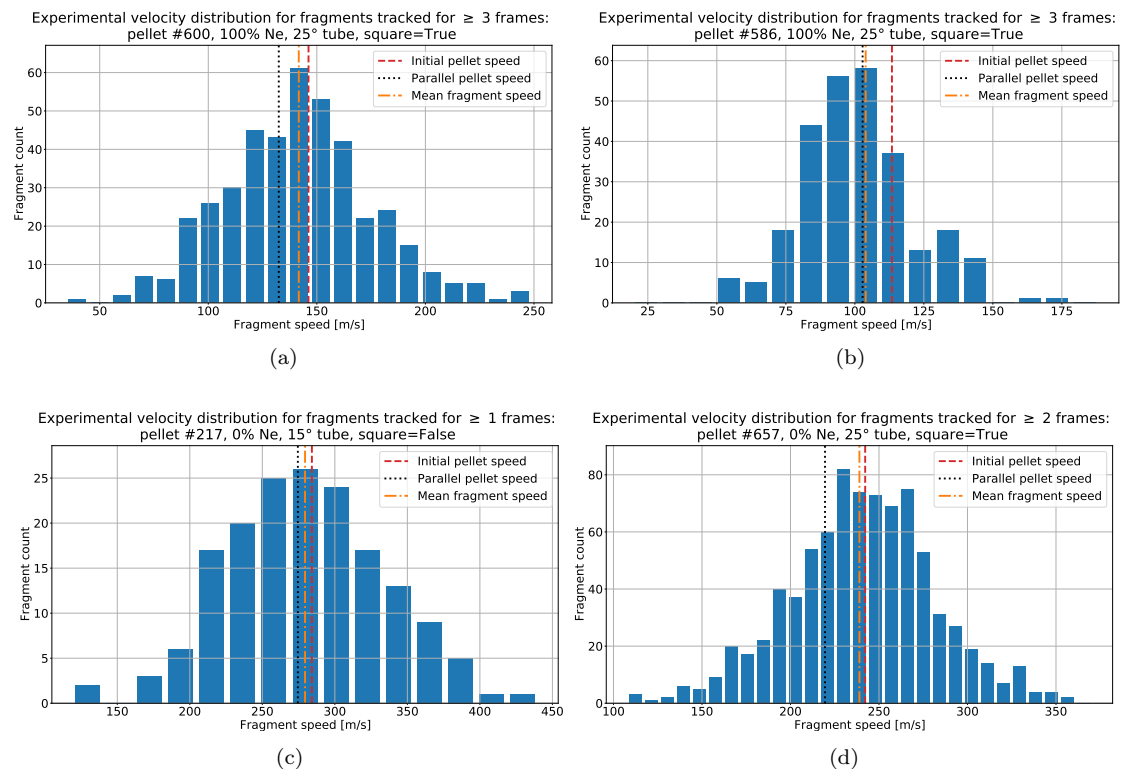 Experimental velocity distribution for fragments tracked for ≥ 3 frames:
pellet #600, 100% Ne, 25° tube, square=True
Initial pellet speed
Parallel pellet speed
Mean fragment speed
Fragment count
60
50
40
30
20
10
0
50 100 150 200 250
Fragment speed [m/s]
(a)
Experimental velocity distribution for fragments tracked for ≥ 3 frames:
pellet #586, 100% Ne, 25° tube, square=True
Initial pellet speed
Parallel pellet speed
Mean fragment speed
Fragment count
60
50
40
30
20
10
0
25 50 75 100 125 150 175
Fragment speed [m/s]
(b)
Experimental velocity distribution for fragments tracked for ≥ 1 frames:
pellet #217, 0% Ne, 15° tube, square=False
Initial pellet speed
Parallel pellet speed
Mean fragment speed
Fragment count
25
20
15
10
5
0
150 200 250 300 350 400 450
Fragment speed [m/s]
(c)
Experimental velocity distribution for fragments tracked for ≥ 2 frames:
pellet #657, 0% Ne, 25° tube, square=True
Initial pellet speed
Parallel pellet speed
Mean fragment speed
Fragment count
80
60
40
20
0
100 150 200 250 300 350
Fragment speed [m/s]
(d)